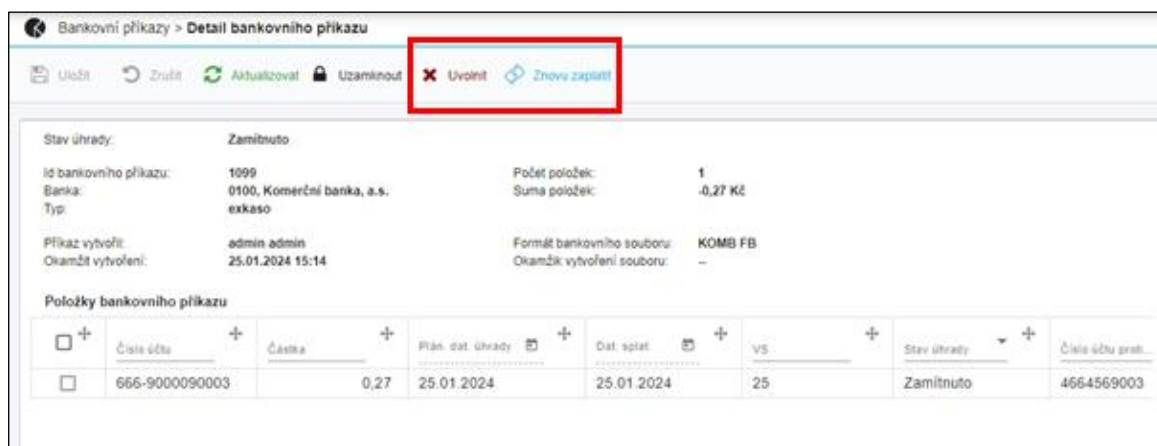 Bankovní příkazy > Detail bankovního příkazu
Uložit Zrušit Aktualizovat Uzamknout Uvolnit Znovu zaplatit
Stav úhrady: Zamítnuto
Id bankovního příkazu: 1099 Počet položek: 1
Banka: 0100, Komerční banka, a.s. Suma položek: -0,27 Kč
Typ: exkaso
Příkaz vytvořil: admin admin Formát bankovního souboru: KOMB FB
Okamžit vytvoření: 25.01.2024 15:14 Okamžik vytvoření souboru: --
Položky bankovního příkazu
Číslo účtu Částka Plán. dat. úhrady Dat. splat. VS Stav úhrady Číslo účtu proti...
666-9000090003 0,27 25.01.2024 25.01.2024 25 Zamítnuto 4664569003